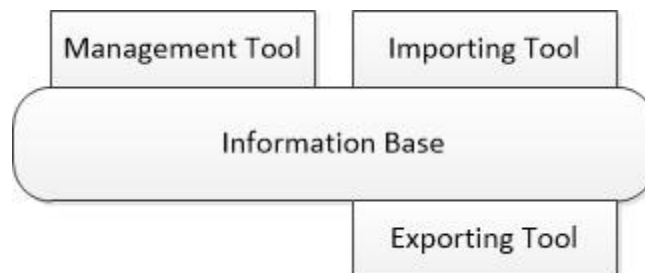 Management Tool
Importing Tool
Information Base
Exporting Tool